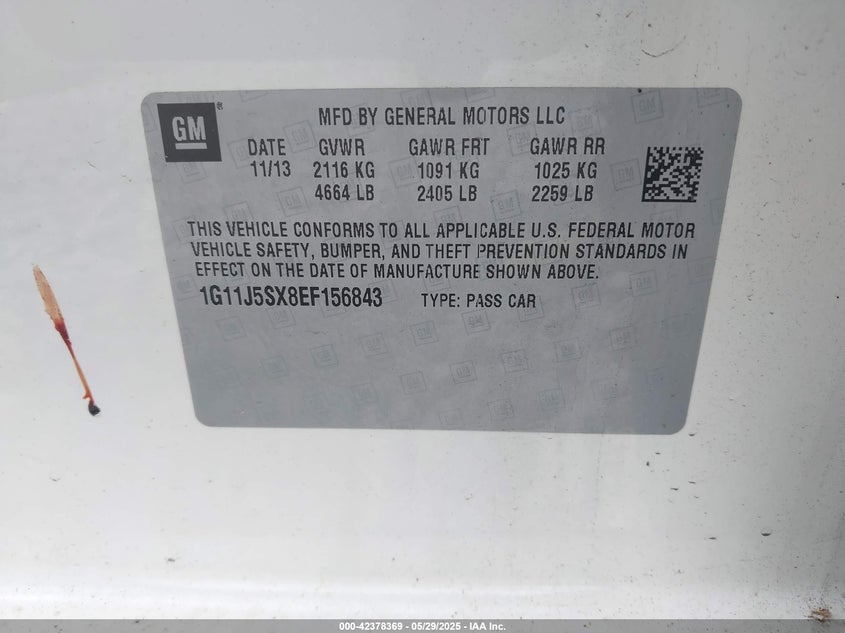 GM
MFD BY GENERAL MOTORS LLC
DATE GVWR GAWR FRT GAWR RR
11/13 2116 KG 1091 KG 1025 KG
4664 LB 2405 LB 2259 LB
THIS VEHICLE CONFORMS TO ALL APPLICABLE U.S. FEDERAL MOTOR
VEHICLE SAFETY, BUMPER, AND THEFT PREVENTION STANDARDS IN
EFFECT ON THE DATE OF MANUFACTURE SHOWN ABOVE.
1G11J5SX8EF156843 TYPE: PASS CAR
000-42378369 - 05/29/2025 - IAA Inc.